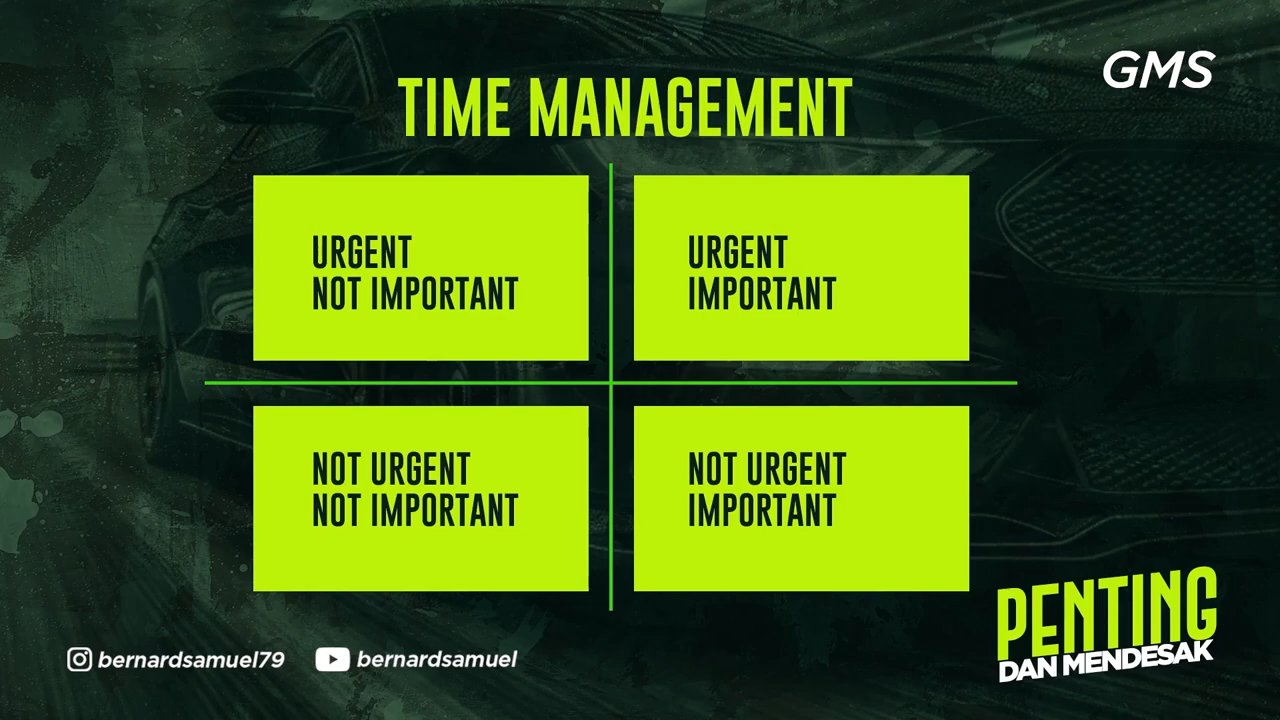 GMS
TIME MANAGEMENT
URGENT
NOT IMPORTANT
URGENT
IMPORTANT
NOT URGENT
NOT IMPORTANT
NOT URGENT
IMPORTANT
PENTING
DAN MENDESAK
bernardsamuel79
bernardsamuel